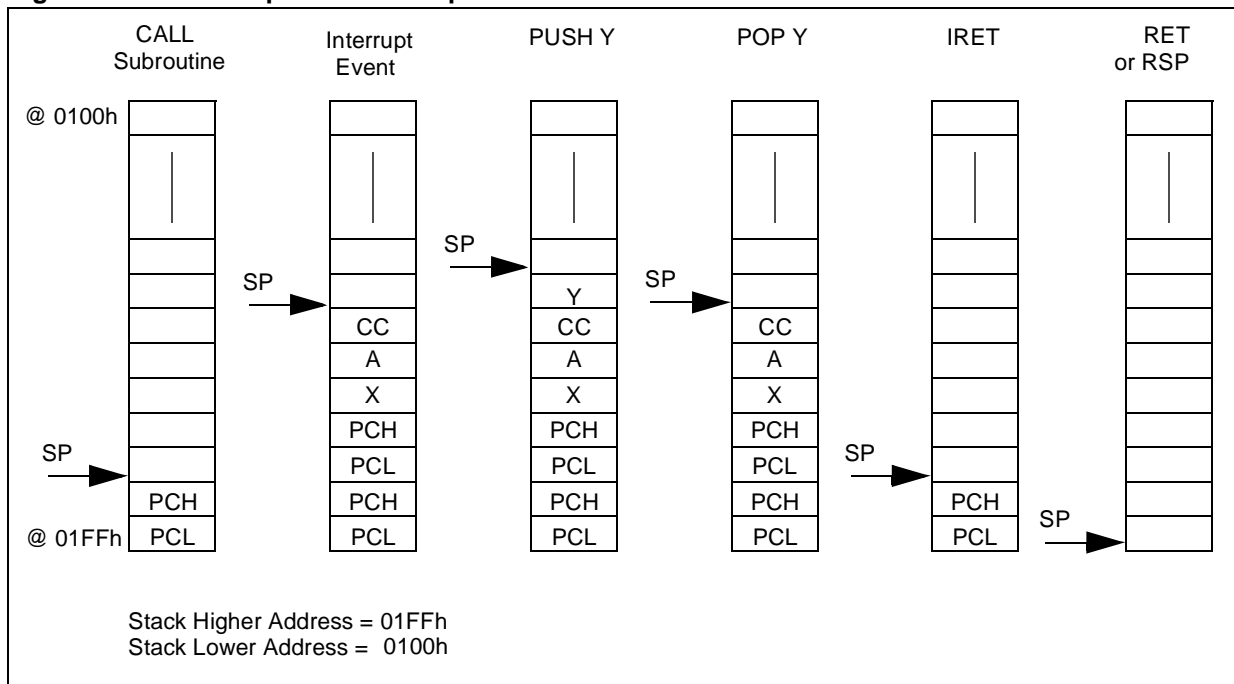 CALL
Subroutine
Interrupt
Event
PUSH Y
POP Y
IRET
RET
or RSP
@ 0100h
SP
SP
SP
Y
CC
CC
CC
A
A
A
X
X
X
PCH
PCH
PCH
SP
SP
PCL
PCL
PCL
PCH
PCH
PCH
PCH
PCH
SP
@ 01FFh
PCL
PCL
PCL
PCL
PCL
Stack Higher Address = 01FFh
Stack Lower Address = 0100h